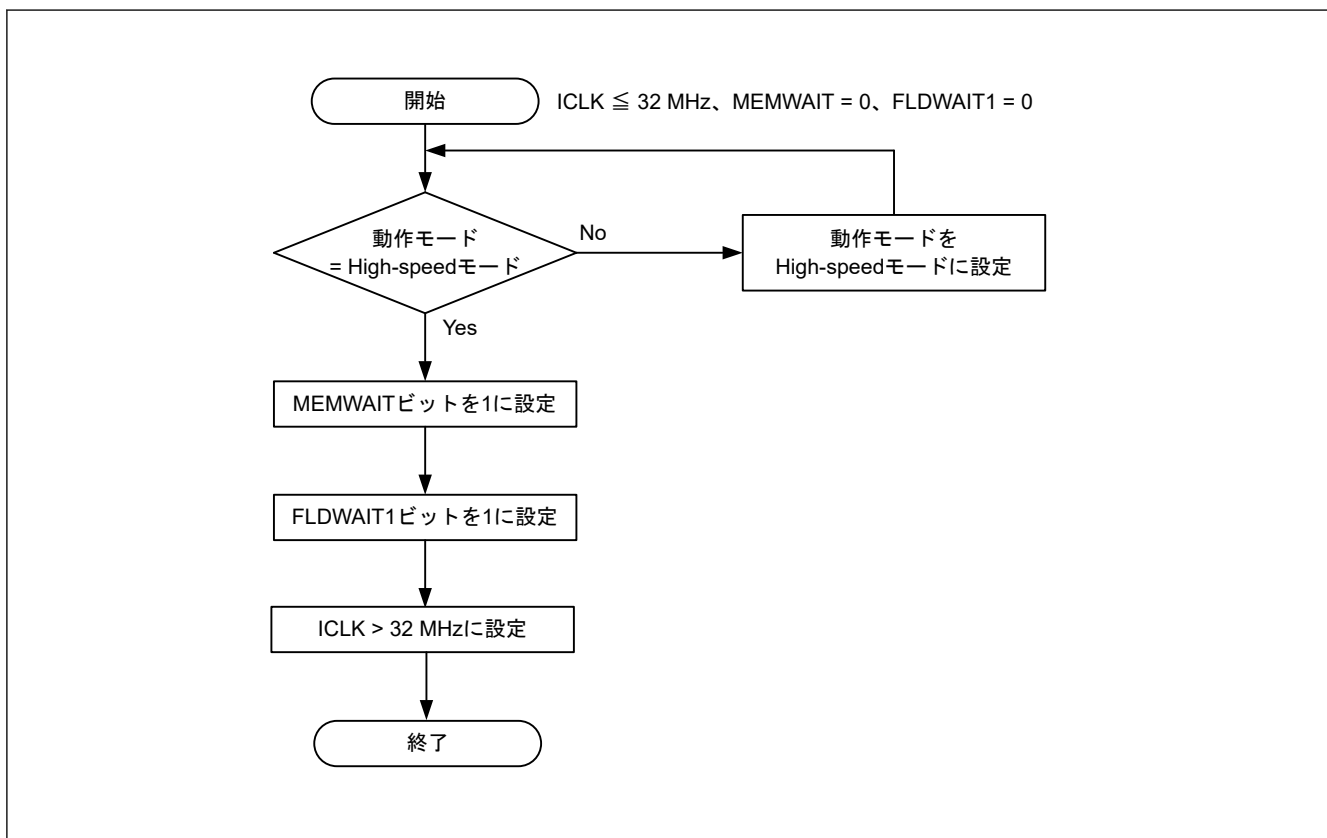 開始
ICLK ≦ 32 MHz、MEMWAIT = 0、FLDWAIT1 = 0
動作モード
= High-speedモード
No
動作モードを
High-speedモードに設定
Yes
MEMWAITビットを1に設定
FLDWAIT1ビットを1に設定
ICLK > 32 MHzに設定
終了